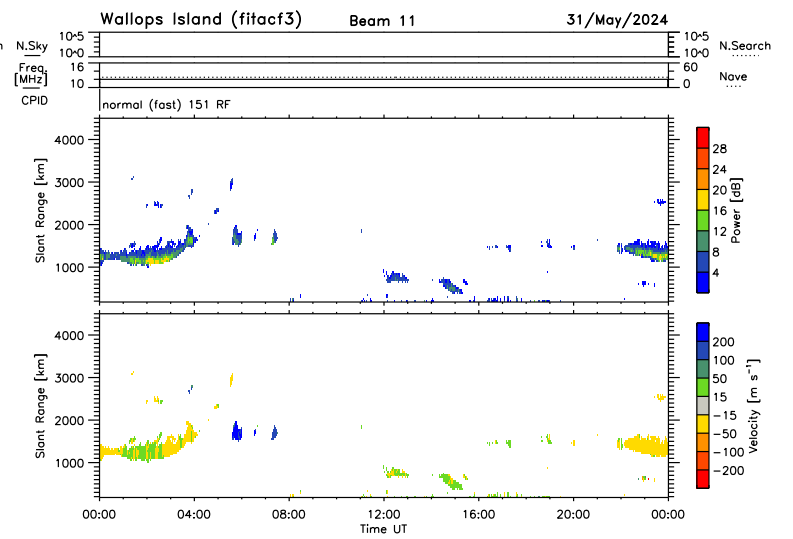 Wallops Island (fitacf3) Beam 11 31/May/2024
n N.Sky 10^5 10^0 10^5 10^0 N.Search
Freq. [MHz] 16 10 60 0 Nave
CPID normal (fast) 151 RF
Slant Range [km]
4000
3000
2000
1000
28
24
20
16
12
8
4
Power [dB]
Slant Range [km]
4000
3000
2000
1000
200
100
50
15
−15
−50
−100
−200
Velocity [m s⁻¹]
00:00 04:00 08:00 12:00 16:00 20:00 00:00
Time UT